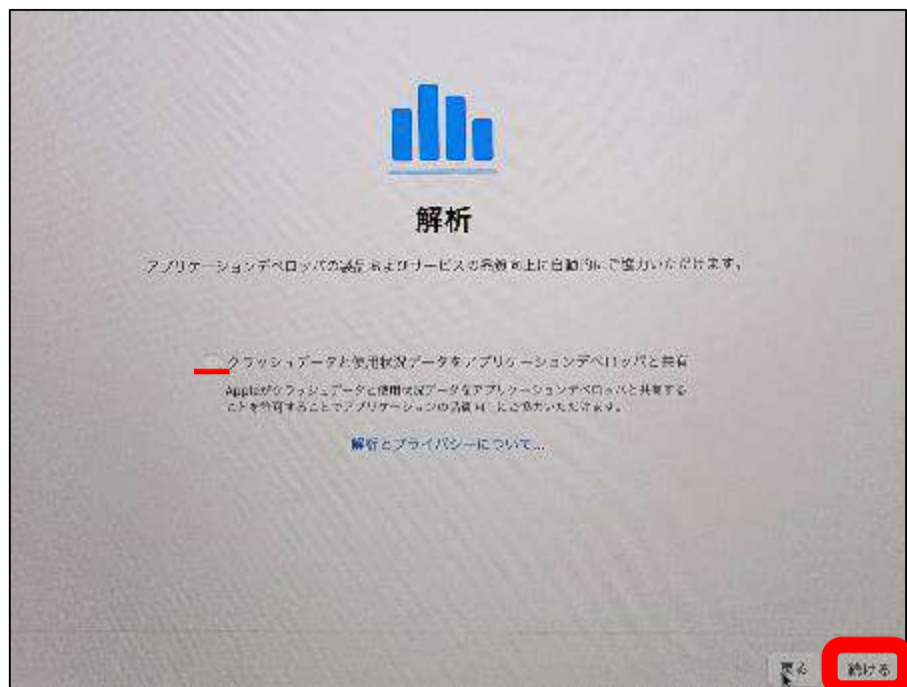 解析
アプリケーションデベロッパの製品およびサービスの品質向上に自動的にご協力いただけます。
クラッシュデータと使用状況データをアプリケーションデベロッパと共有
Appleがクラッシュデータと使用状況データをアプリケーションデベロッパと共有する
ことを許可することでアプリケーションの品質向上にご協力いただけます。
解析とプライバシーについて...
戻る
続ける